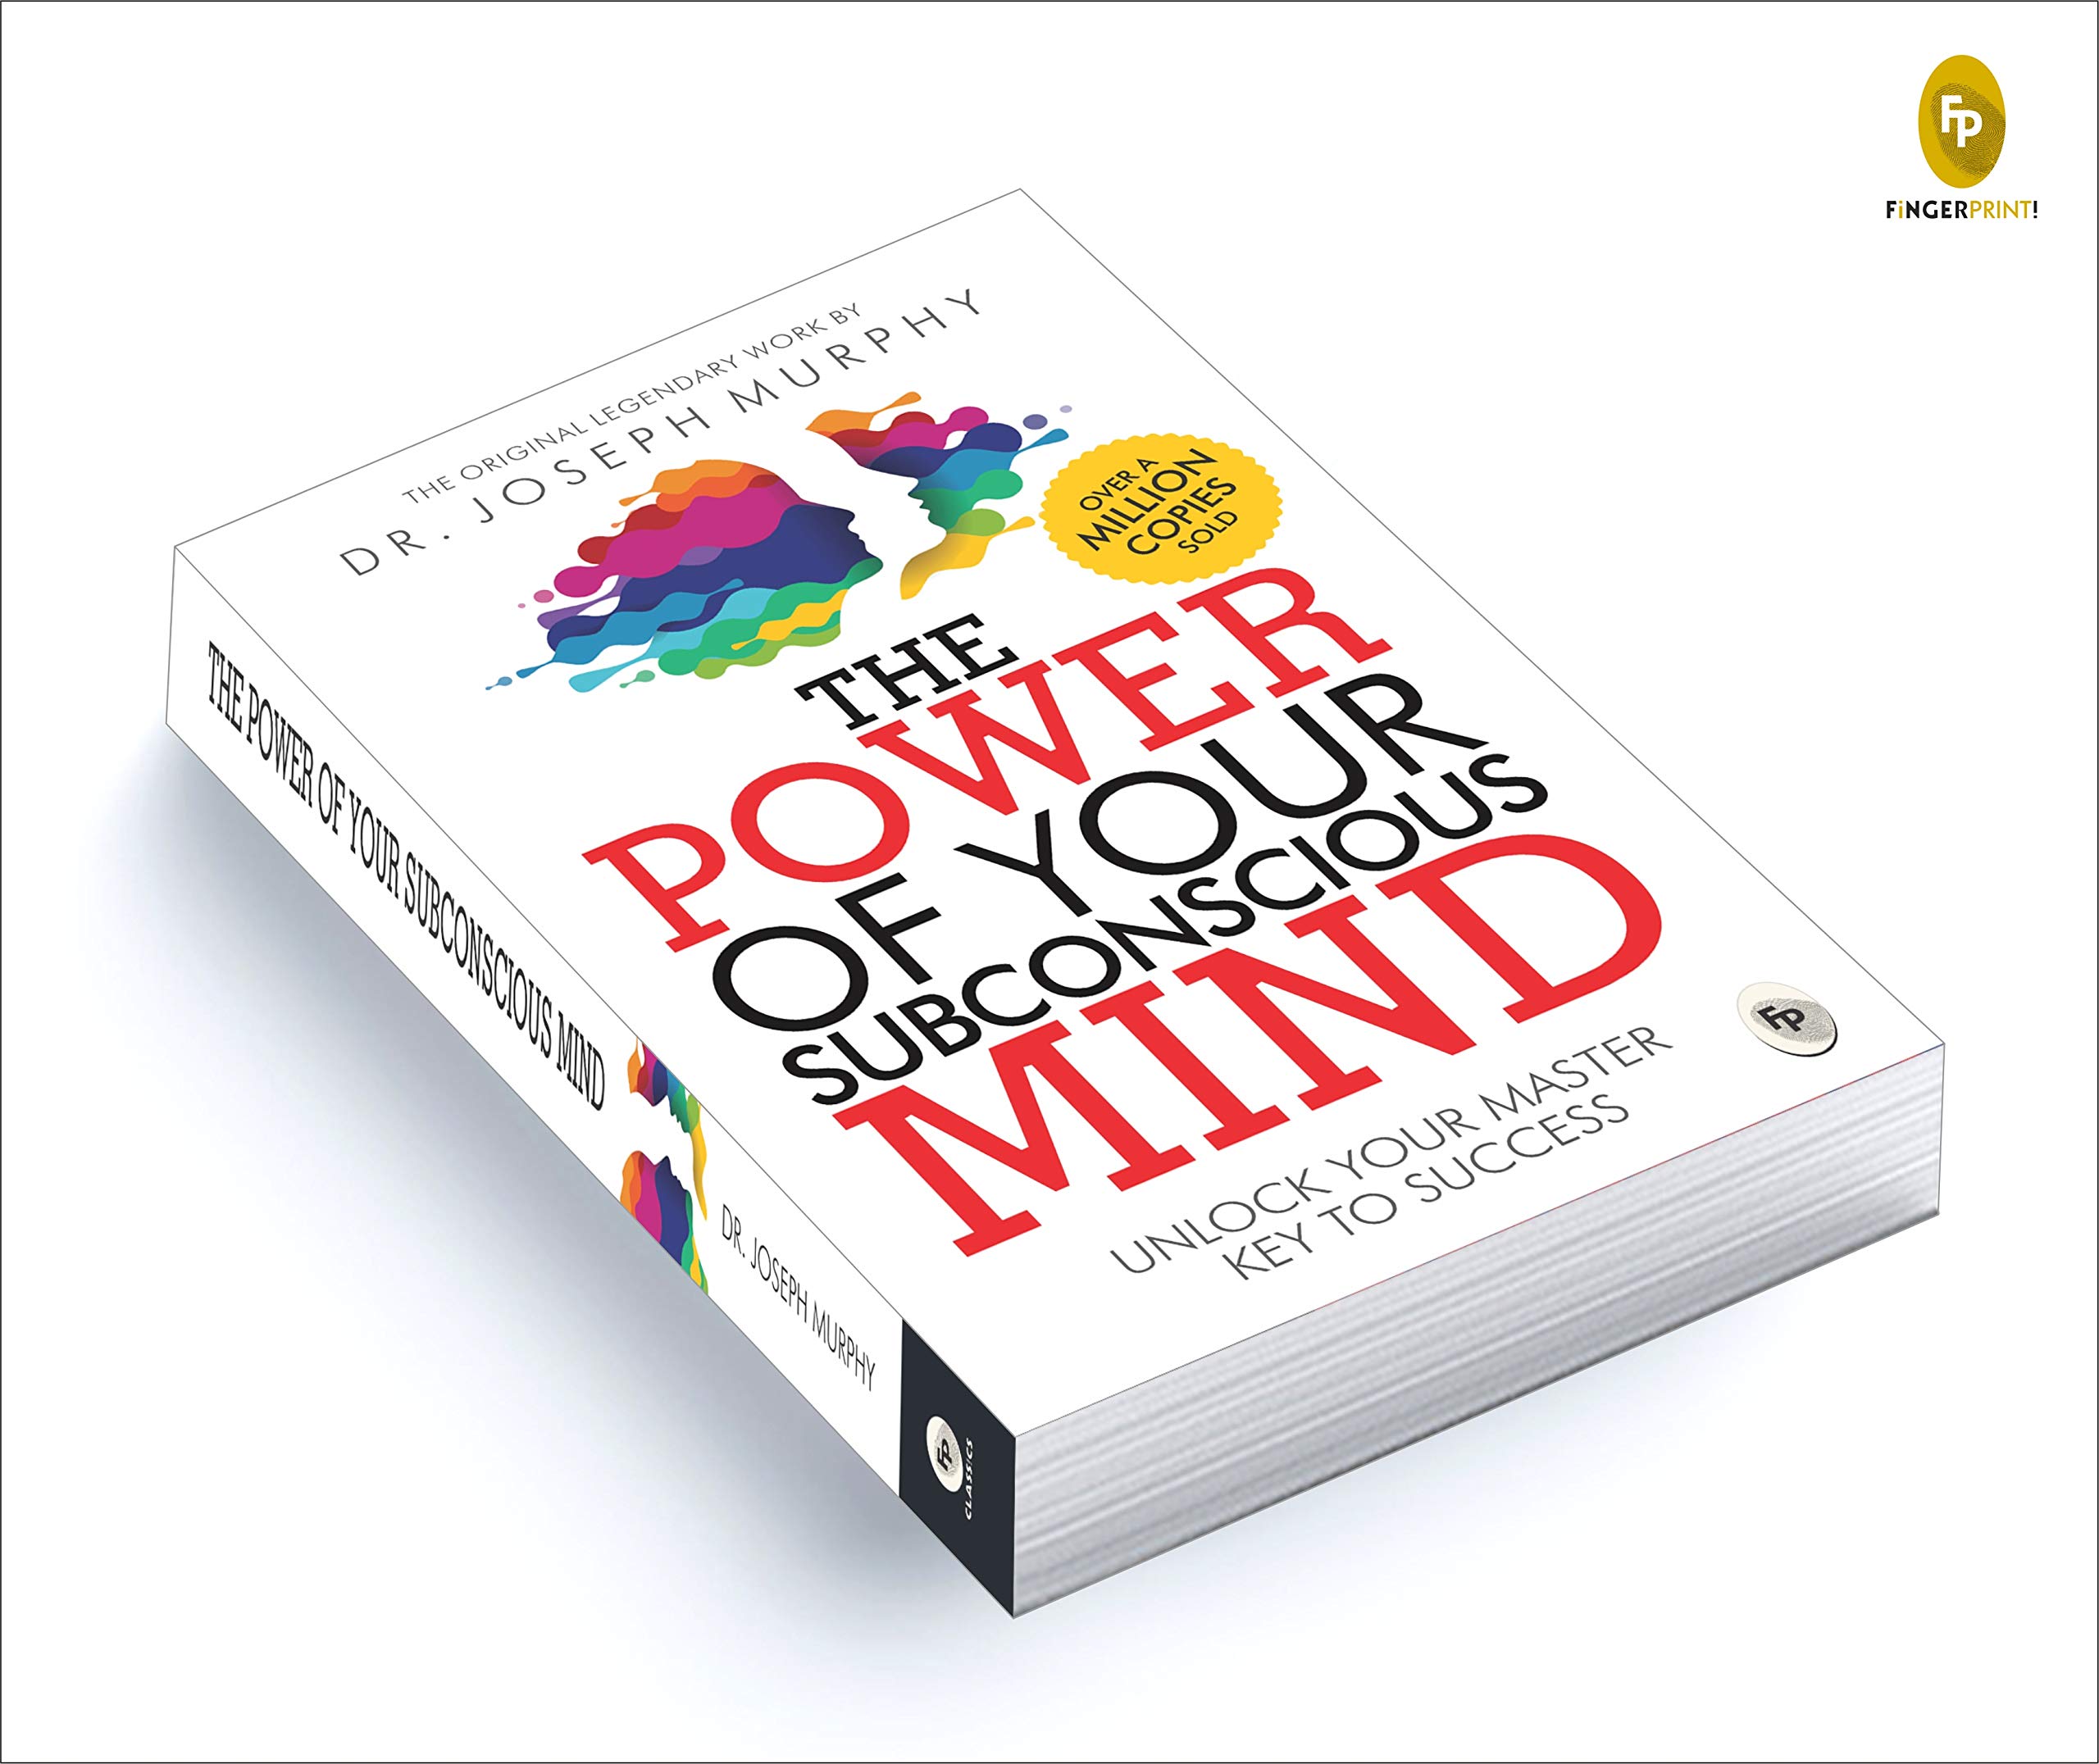 FP
FiNGERPRINT!
THE ORIGINAL LEGENDARY WORK BY
DR. JOSEPH MURPHY
OVER A
MILLION
COPIES
SOLD
THE
POWER
OF YOUR
SUBCONSCIOUS
MIND
UNLOCK YOUR MASTER
KEY TO SUCCESS
FP
THE POWER OF YOUR SUBCONSCIOUS MIND
DR. JOSEPH MURPHY
FP
CLASSICS